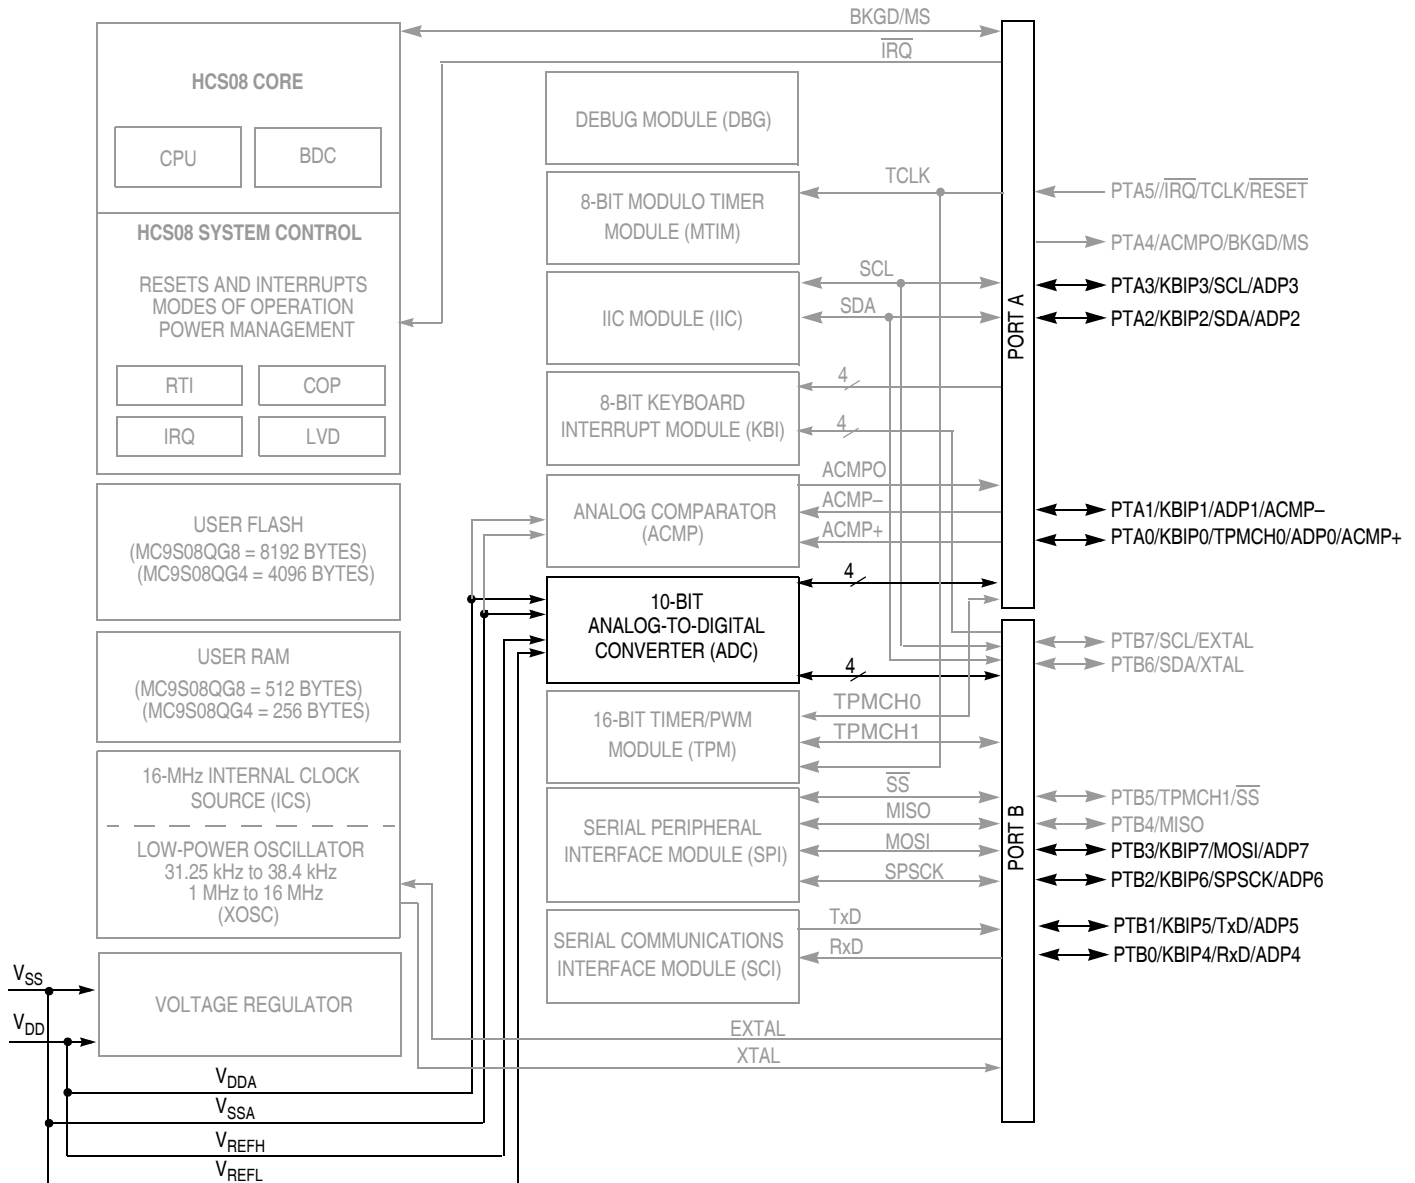 BKGD/MS
IRQ
HCS08 CORE
CPU
BDC
HCS08 SYSTEM CONTROL
RESETS AND INTERRUPTS
MODES OF OPERATION
POWER MANAGEMENT
RTI
COP
IRQ
LVD
USER FLASH
(MC9S08QG8 = 8192 BYTES)
(MC9S08QG4 = 4096 BYTES)
USER RAM
(MC9S08QG8 = 512 BYTES)
(MC9S08QG4 = 256 BYTES)
16-MHz INTERNAL CLOCK
SOURCE (ICS)
LOW-POWER OSCILLATOR
31.25 kHz to 38.4 kHz
1 MHz to 16 MHz
(XOSC)
VSS
VDD
VOLTAGE REGULATOR
VDDA
VSSA
VREFH
VREFL
DEBUG MODULE (DBG)
8-BIT MODULO TIMER
MODULE (MTIM)
TCLK
IIC MODULE (IIC)
SCL
SDA
8-BIT KEYBOARD
INTERRUPT MODULE (KBI)
4
4
ANALOG COMPARATOR
(ACMP)
ACMPO
ACMP–
ACMP+
10-BIT
ANALOG-TO-DIGITAL
CONVERTER (ADC)
4
4
16-BIT TIMER/PWM
MODULE (TPM)
TPMCH0
TPMCH1
SERIAL PERIPHERAL
INTERFACE MODULE (SPI)
SS
MISO
MOSI
SPSCK
SERIAL COMMUNICATIONS
INTERFACE MODULE (SCI)
TxD
RxD
EXTAL
XTAL
PORT A
PTA5//IRQ/TCLK/RESET
PTA4/ACMPO/BKGD/MS
PTA3/KBIP3/SCL/ADP3
PTA2/KBIP2/SDA/ADP2
PTA1/KBIP1/ADP1/ACMP–
PTA0/KBIP0/TPMCH0/ADP0/ACMP+
PORT B
PTB7/SCL/EXTAL
PTB6/SDA/XTAL
PTB5/TPMCH1/SS
PTB4/MISO
PTB3/KBIP7/MOSI/ADP7
PTB2/KBIP6/SPSCK/ADP6
PTB1/KBIP5/TxD/ADP5
PTB0/KBIP4/RxD/ADP4